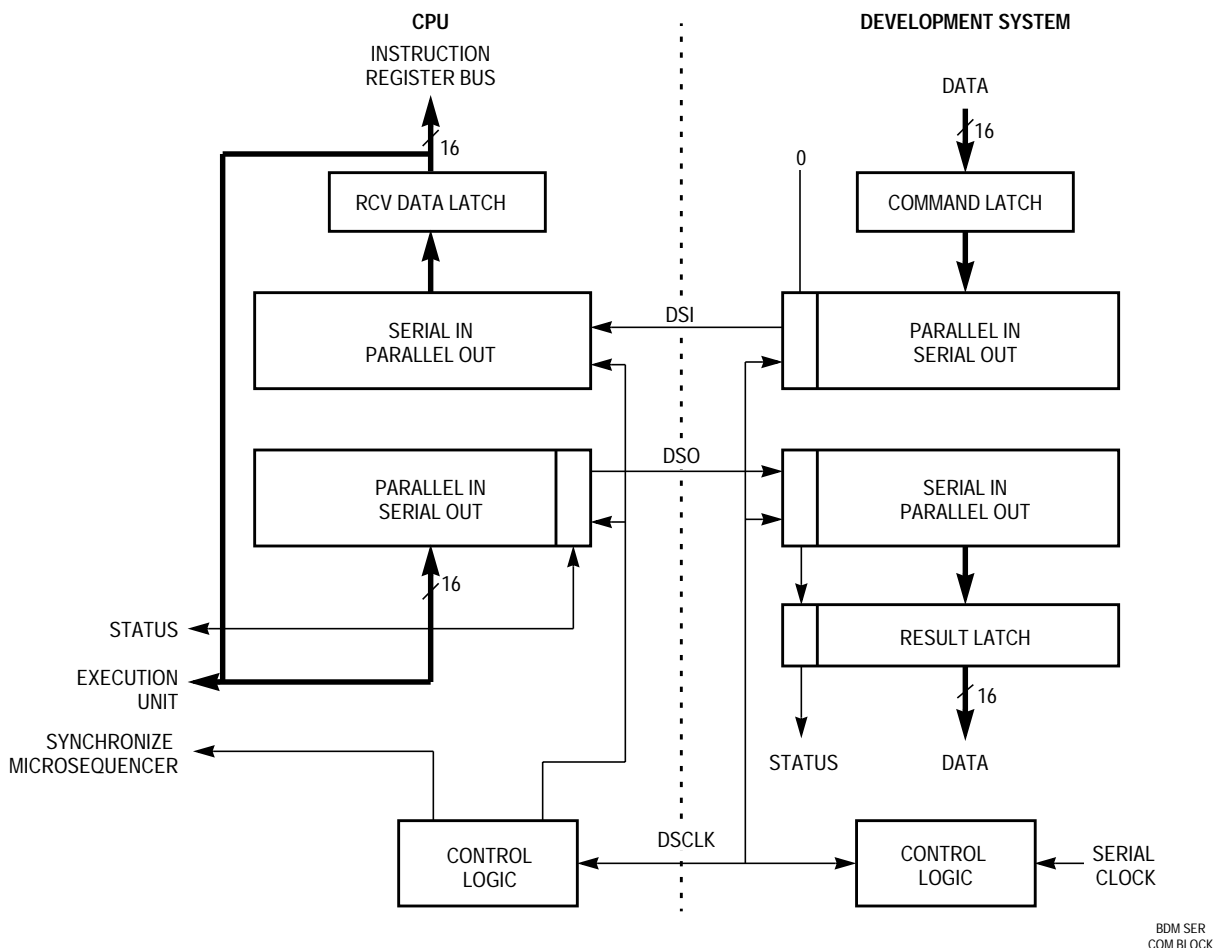 CPU
DEVELOPMENT SYSTEM
INSTRUCTION
REGISTER BUS
DATA
16
16
0
RCV DATA LATCH
COMMAND LATCH
SERIAL IN
PARALLEL OUT
DSI
PARALLEL IN
SERIAL OUT
PARALLEL IN
SERIAL OUT
DSO
SERIAL IN
PARALLEL OUT
16
STATUS
RESULT LATCH
EXECUTION
UNIT
16
SYNCHRONIZE
MICROSEQUENCER
STATUS
DATA
CONTROL
LOGIC
DSCLK
CONTROL
LOGIC
SERIAL
CLOCK
BDM SER
COM BLOCK